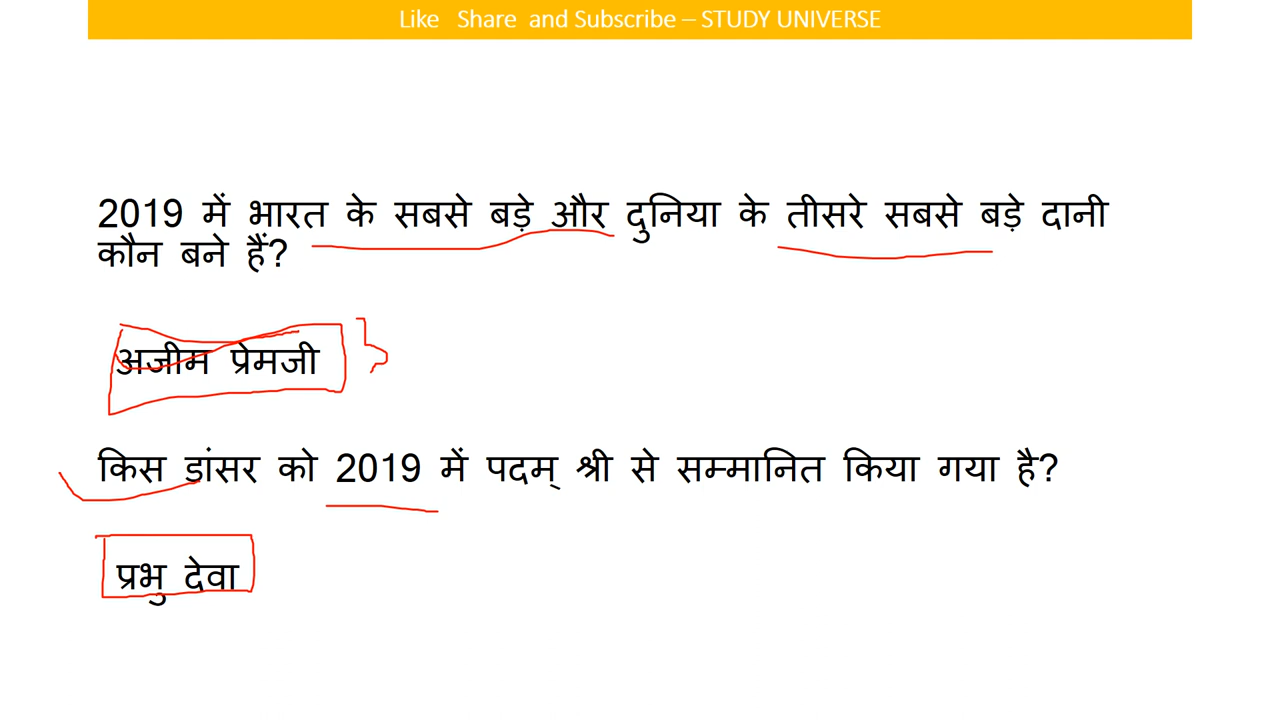 Like Share and Subscribe – STUDY UNIVERSE
2019 में भारत के सबसे बड़े और दुनिया के तीसरे सबसे बड़े दानी
कौन बने हैं?
अजीम प्रेमजी
किस डांसर को 2019 में पदम् श्री से सम्मानित किया गया है?
प्रभु देवा